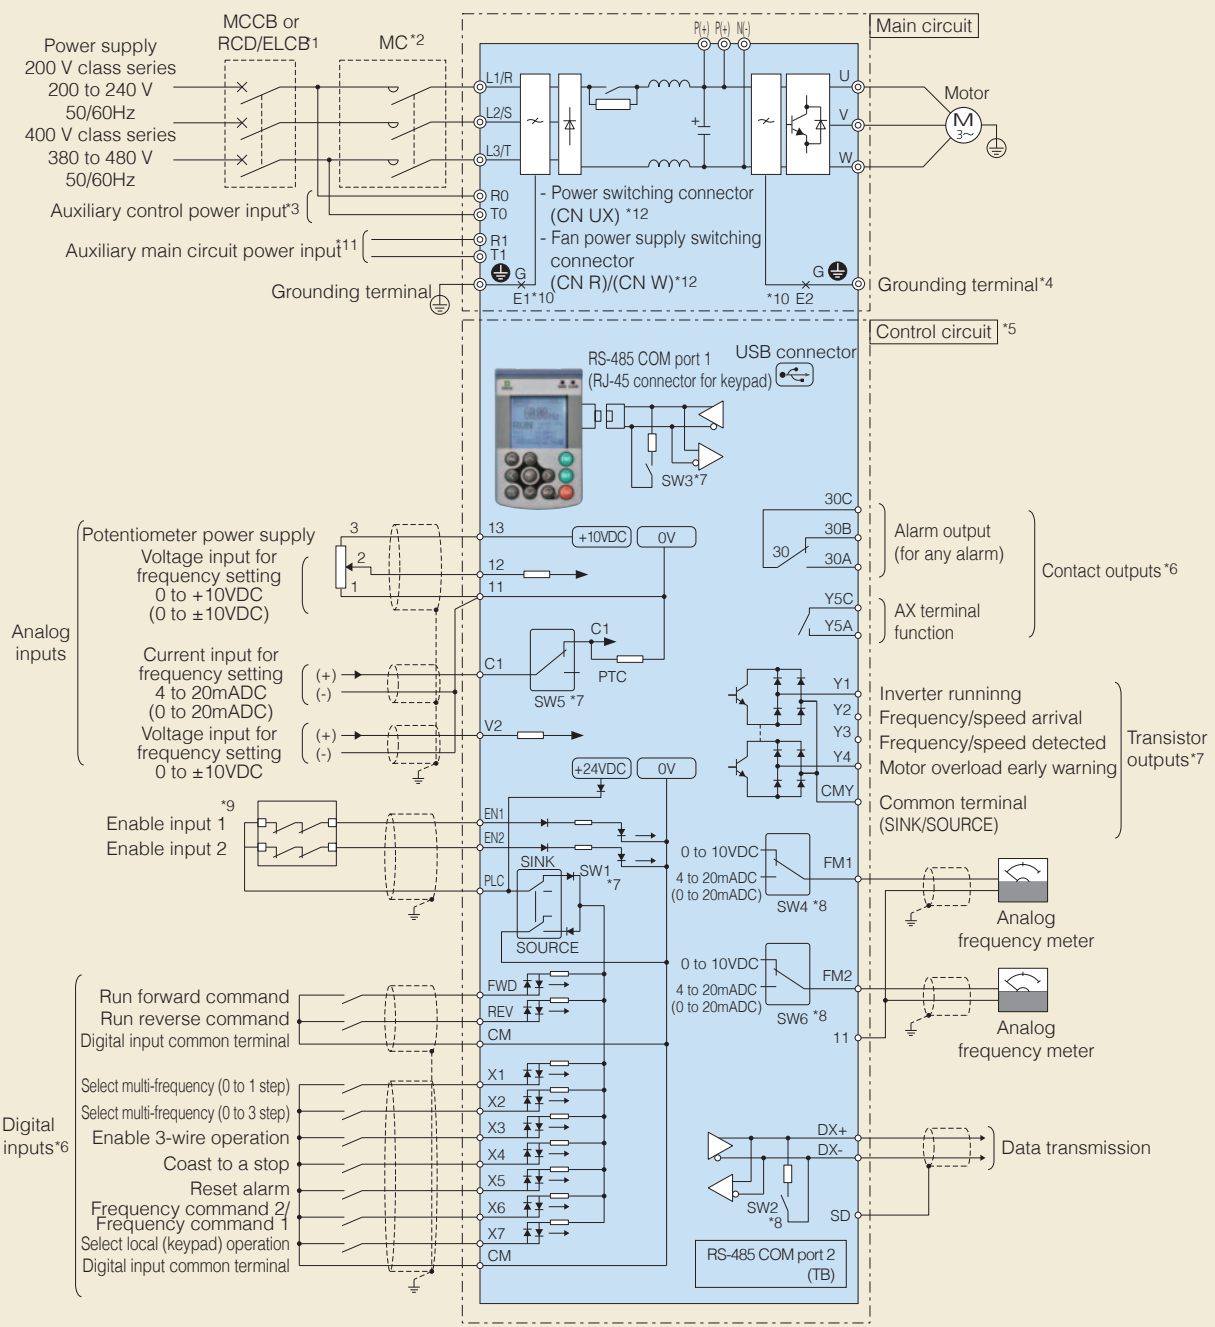 MCCB or
RCD/ELCB*1
MC*2
P(+) P(+) N(-)
Main circuit
Power supply
200 V class series
200 to 240 V
50/60Hz
400 V class series
380 to 480 V
50/60Hz
L1/R
L2/S
L3/T
+
U
V
W
Motor
M
3~
Auxiliary control power input*3
R0
T0
- Power switching connector
(CN UX) *12
- Fan power supply switching
connector
(CN R)/(CN W)*12
Auxiliary main circuit power input*11
R1
T1
Grounding terminal
G
E1*10
*10 E2
G
Grounding terminal*4
Control circuit *5
RS-485 COM port 1
(RJ-45 connector for keypad)
USB connector
SW3*7
30C
30B
30
30A
Alarm output
(for any alarm)
Y5C
Y5A
AX terminal
function
Contact outputs*6
Analog
inputs
Potentiometer power supply
Voltage input for
frequency setting
0 to +10VDC
(0 to ±10VDC)
3
2
1
13
12
11
+10VDC
0V
Current input for
frequency setting
4 to 20mADC
(0 to 20mADC)
(+)
(-)
C1
C1
PTC
SW5 *7
Voltage input for
frequency setting
0 to ±10VDC
(+)
(-)
V2
Y1
Y2
Y3
Y4
CMY
Inverter runninng
Frequency/speed arrival
Frequency/speed detected
Motor overload early warning
Common terminal
(SINK/SOURCE)
Transistor
outputs*7
+24VDC
0V
*9
Enable input 1
Enable input 2
EN1
EN2
PLC
SINK
SW1
*7
SOURCE
0 to 10VDC
4 to 20mADC
(0 to 20mADC)
SW4 *8
FM1
Analog
frequency meter
0 to 10VDC
4 to 20mADC
(0 to 20mADC)
SW6 *8
FM2
11
Analog
frequency meter
Digital
inputs*6
Run forward command
Run reverse command
Digital input common terminal
FWD
REV
CM
Select multi-frequency (0 to 1 step)
Select multi-frequency (0 to 3 step)
Enable 3-wire operation
Coast to a stop
Reset alarm
Frequency command 2/
Frequency command 1
Select local (keypad) operation
Digital input common terminal
X1
X2
X3
X4
X5
X6
X7
CM
DX+
DX-
SD
SW2
*8
Data transmission
RS-485 COM port 2
(TB)